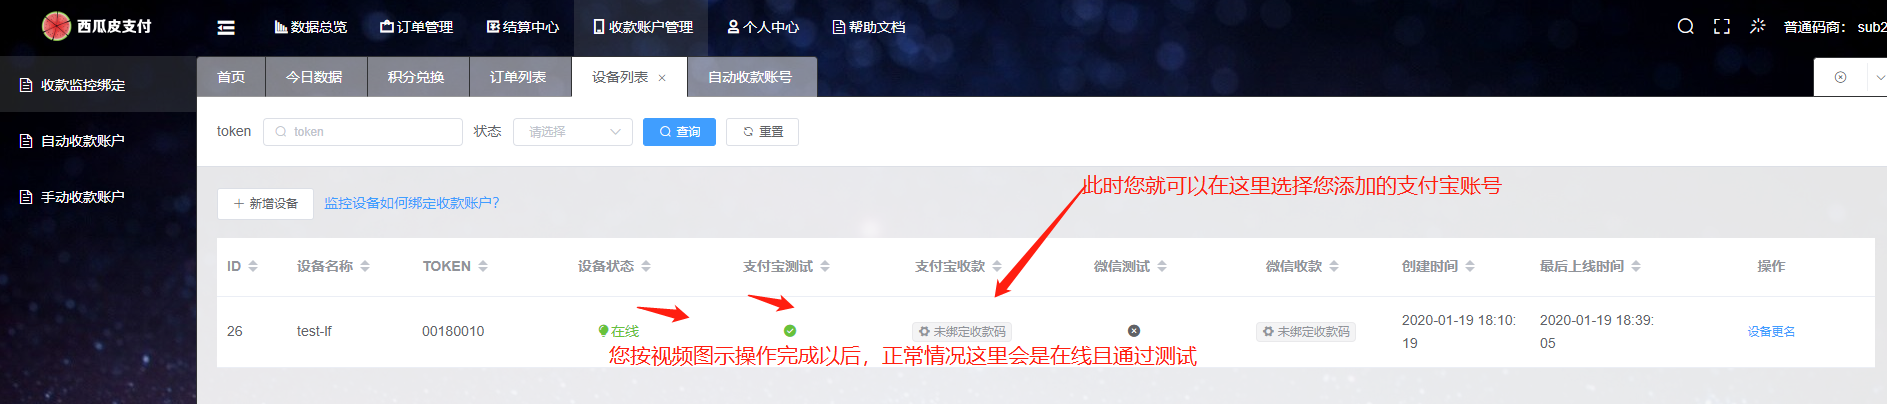 西瓜皮支付
数据总览 订单管理 结算中心 收款账户管理 个人中心 帮助文档
普通码商： sub2
收款监控绑定
自动收款账户
手动收款账户
首页 今日数据 积分兑换 订单列表 设备列表 自动收款账号
token token 状态 请选择 查询 重置
此时您就可以在这里选择您添加的支付宝账号
新增设备 监控设备如何绑定收款账户？
ID 设备名称 TOKEN 设备状态 支付宝测试 支付宝收款 微信测试 微信收款 创建时间 最后上线时间 操作
26 test-lf 00180010 在线 未绑定收款码 未绑定收款码 2020-01-19 18:10:19 2020-01-19 18:39:05 设备更名
您按视频图示操作完成以后，正常情况这里会是在线且通过测试